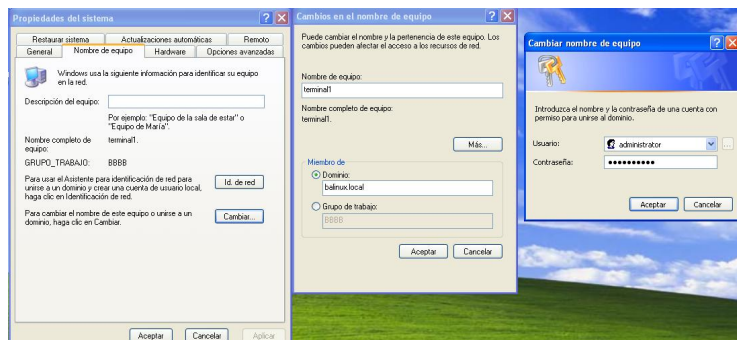 Propiedades del sistema
Restaurar sistema
Actualizaciones automáticas
Remoto
General
Nombre de equipo
Hardware
Opciones avanzadas
Windows usa la siguiente información para identificar su equipo
en la red.
Descripción del equipo:
Por ejemplo: "Equipo de la sala de estar" o
"Equipo de María".
Nombre completo de
equipo:
terminal1.
GRUPO_TRABAJO:
BBBB
Para usar el Asistente para identificación de red para
unirse a un dominio y crear una cuenta de usuario local,
haga clic en Identificación
de red.
Id. de red
Para cambiar el nombre de este equipo o unirse a un
dominio, haga clic en Cambiar.
Cambiar...
Aceptar
Cancelar
Aplicar
Cambios en el nombre de equipo
Puede cambiar el nombre y la pertenencia de este equipo. Los
cambios pueden afectar el acceso a los recursos de red.
Nombre de equipo:
terminal1
Nombre completo de equipo:
terminal1.
Más...
Miembro de
Dominio:
balinux.local
Grupo de trabajo:
BBBB
Aceptar
Cancelar
Cambiar nombre de equipo
Introduzca el nombre y la contraseña de una cuenta con
permiso para unirse al dominio.
Usuario:
administrator
...
Contraseña:
••••••••••
Aceptar
Cancelar